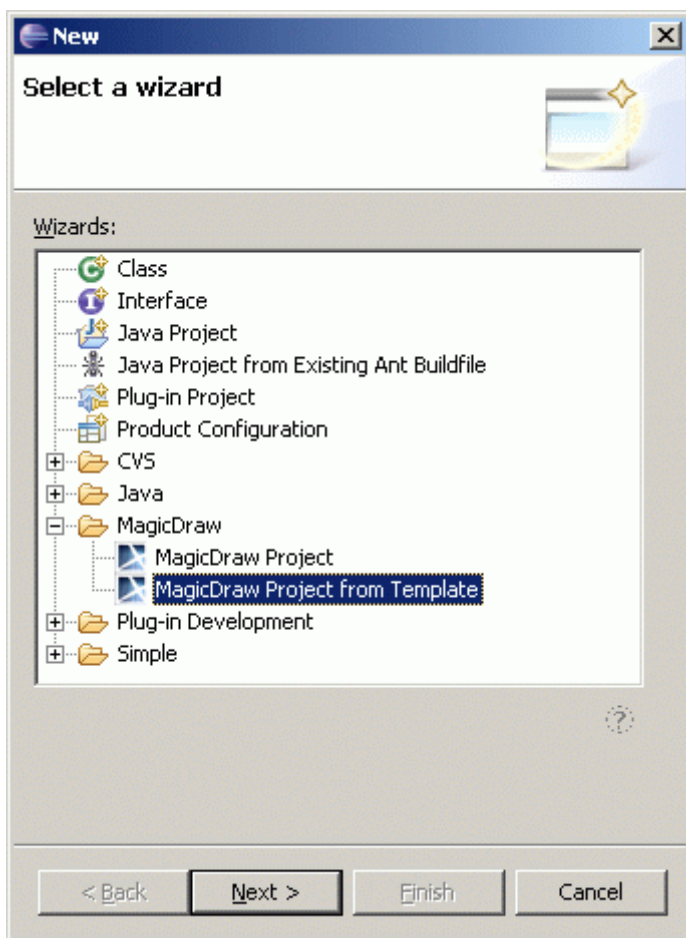 New
Select a wizard
Wizards:
Class
Interface
Java Project
Java Project from Existing Ant Buildfile
Plug-in Project
Product Configuration
CVS
Java
MagicDraw
MagicDraw Project
MagicDraw Project from Template
Plug-in Development
Simple
?
< Back Next > Finish Cancel